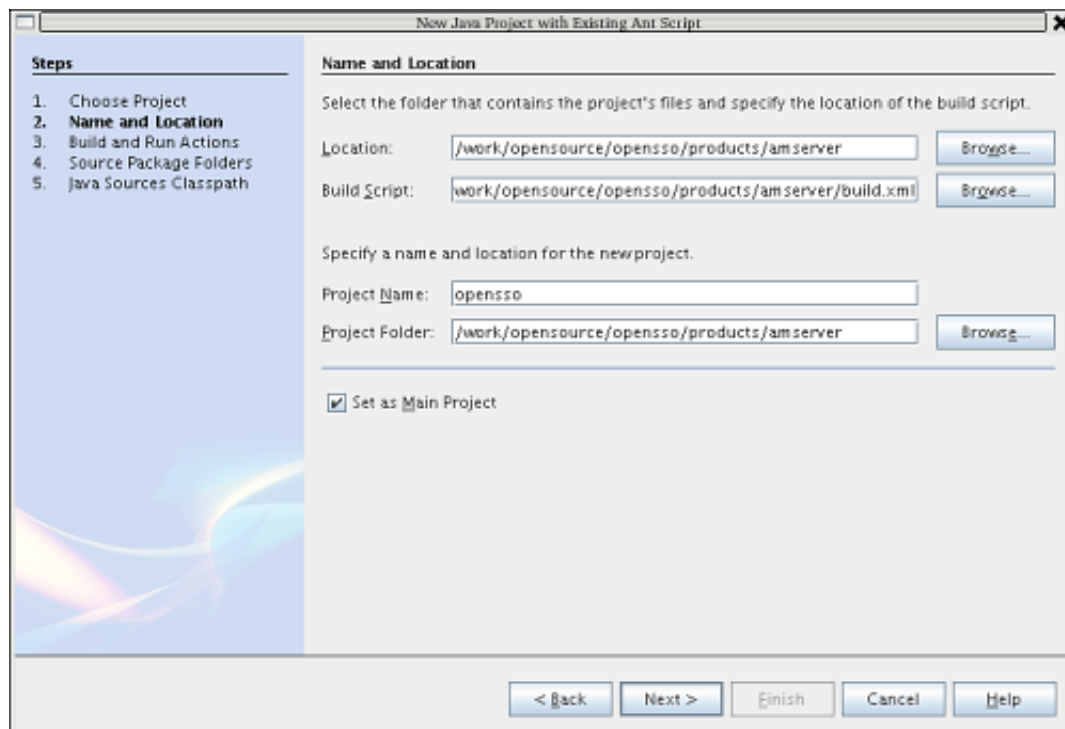 New Java Project with Existing Ant Script
Steps
1. Choose Project
2. Name and Location
3. Build and Run Actions
4. Source Package Folders
5. Java Sources Classpath
Name and Location
Select the folder that contains the project's files and specify the location of the build script.
Location: /work/opensource/opensso/products/amserver Browse...
Build Script: work/opensource/opensso/products/amserver/build.xml Browse...
Specify a name and location for the new project.
Project Name: opensso
Project Folder: /work/opensource/opensso/products/amserver Browse...
Set as Main Project
< Back Next > Finish Cancel Help